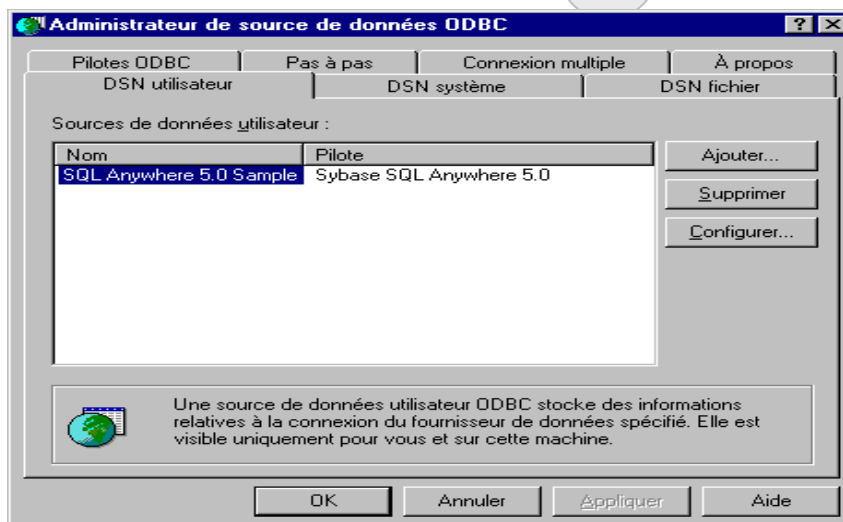 Administrateur de source de données ODBC
Pilotes ODBC Pas à pas Connexion multiple À propos
DSN utilisateur DSN système DSN fichier
Sources de données utilisateur :
Nom Pilote
SQL Anywhere 5.0 Sample Sybase SQL Anywhere 5.0
Ajouter...
Supprimer
Configurer...
Une source de données utilisateur ODBC stocke des informations
relatives à la connexion du fournisseur de données spécifié. Elle est
visible uniquement pour vous et sur cette machine.
OK Annuler Appliquer Aide